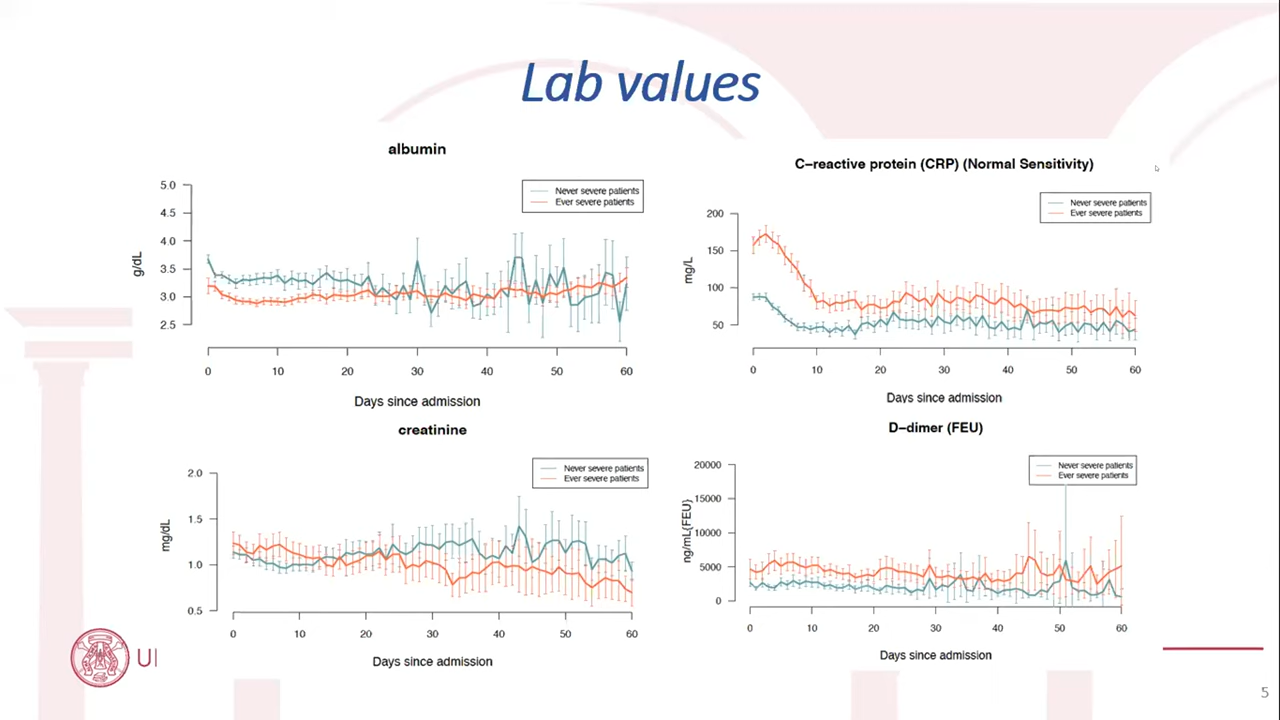 Lab values
albumin
Never severe patients
Ever severe patients
5.0
4.5
4.0
3.5
3.0
2.5
g/dL
0 10 20 30 40 50 60
Days since admission
C–reactive protein (CRP) (Normal Sensitivity)
Never severe patients
Ever severe patients
200
150
100
50
mg/L
0 10 20 30 40 50 60
Days since admission
creatinine
Never severe patients
Ever severe patients
2.0
1.5
1.0
0.5
mg/dL
0 10 20 30 40 50 60
Days since admission
D–dimer (FEU)
Never severe patients
Ever severe patients
20000
15000
10000
5000
0
ng/mL{FEU}
0 10 20 30 40 50 60
Days since admission
UI
5